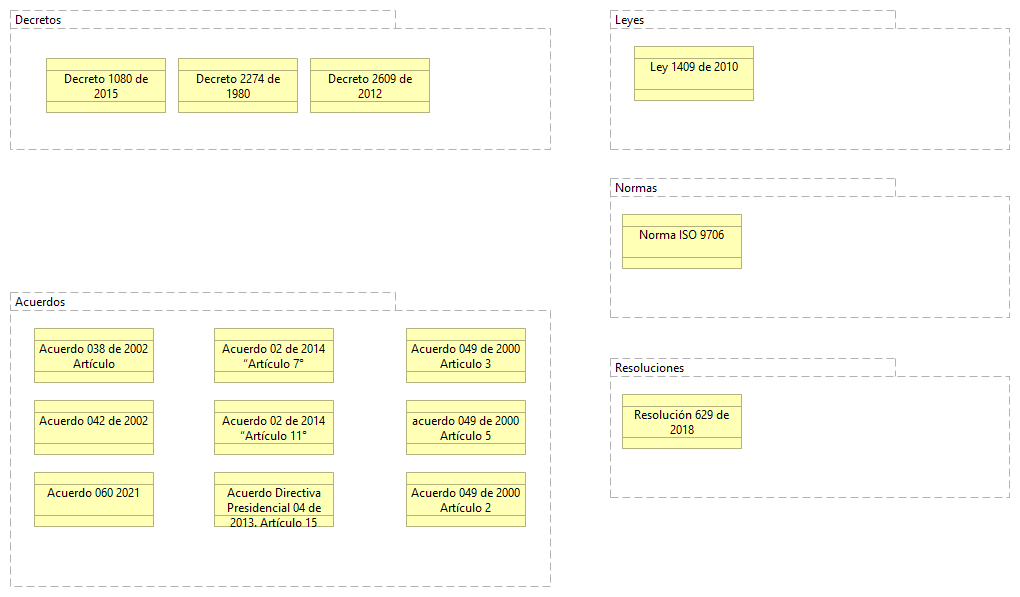 Decretos
Decreto 1080 de
2015
Decreto 2274 de
1980
Decreto 2609 de
2012
Leyes
Ley 1409 de 2010
Normas
Norma ISO 9706
Acuerdos
Acuerdo 038 de 2002
Artículo
Acuerdo 02 de 2014
“Artículo 7°
Acuerdo 049 de 2000
Articulo 3
Acuerdo 042 de 2002
Acuerdo 02 de 2014
“Artículo 11°
acuerdo 049 de 2000
Artículo 5
Acuerdo 060 2021
Acuerdo Directiva
Presidencial 04 de
2013. Artículo 15
Acuerdo 049 de 2000
Artículo 2
Resoluciones
Resolución 629 de
2018